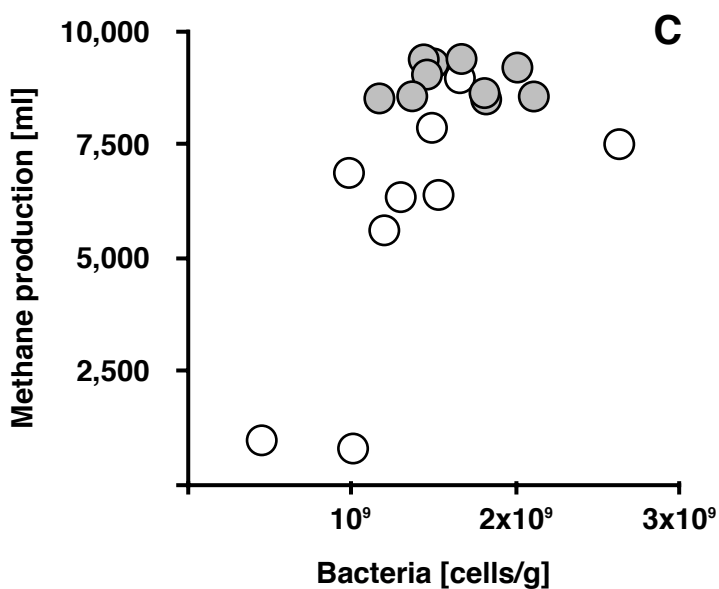 C
10,000
7,500
5,000
2,500
Methane production [ml]
10⁹ 2x10⁹ 3x10⁹
Bacteria [cells/g]